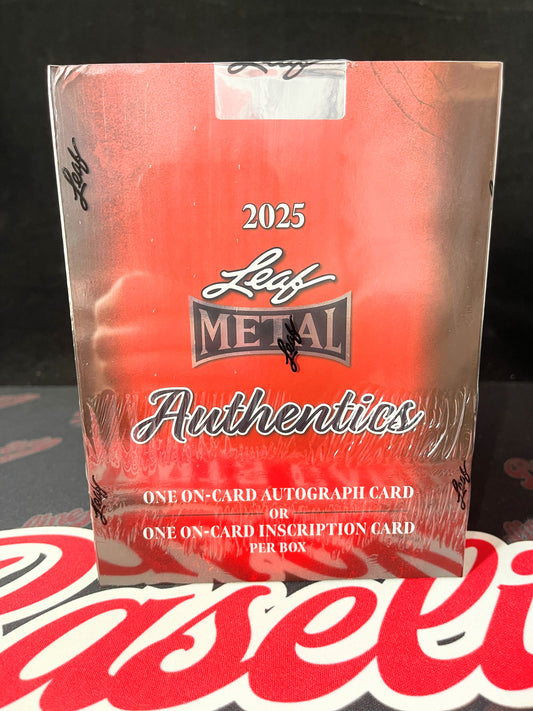 Leaf
Leaf
2025
Leaf
METAL
Leaf
Authentics
Leaf
Leaf
ONE ON-CARD AUTOGRAPH CARD
OR
ONE ON-CARD INSCRIPTION CARD
PER BOX